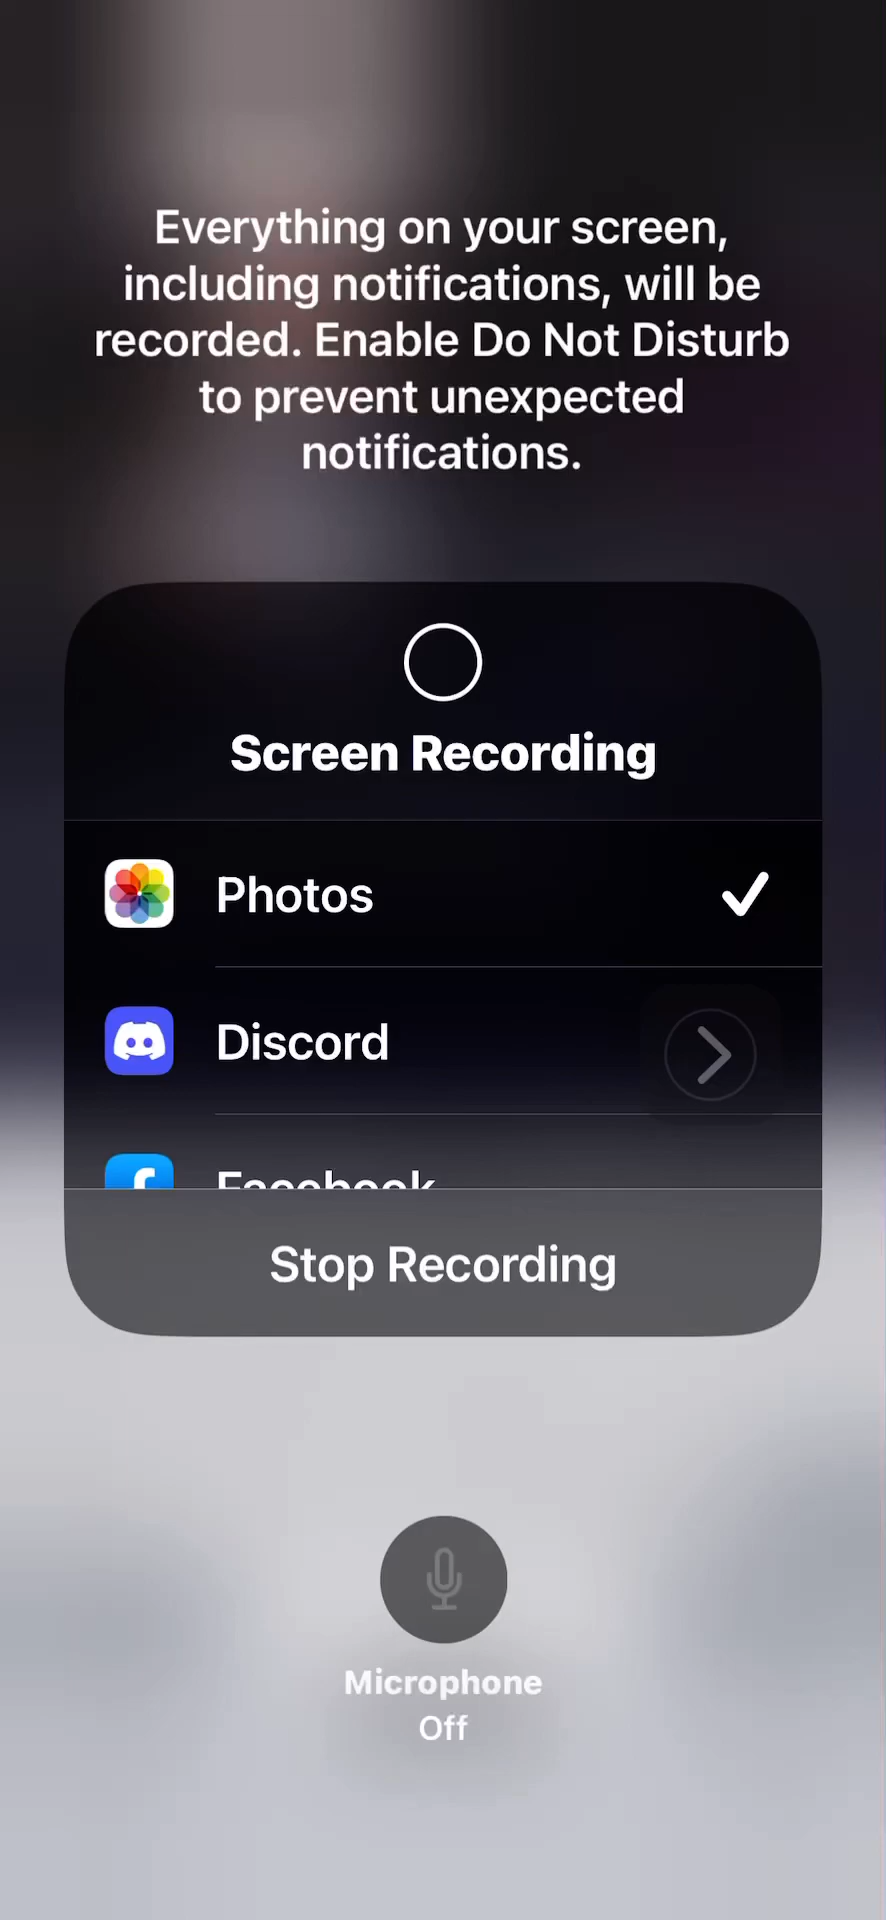 Everything on your screen,
including notifications, will be
recorded. Enable Do Not Disturb
to prevent unexpected
notifications.
Screen Recording
Photos
Discord
Facebook
Stop Recording
Microphone
Off